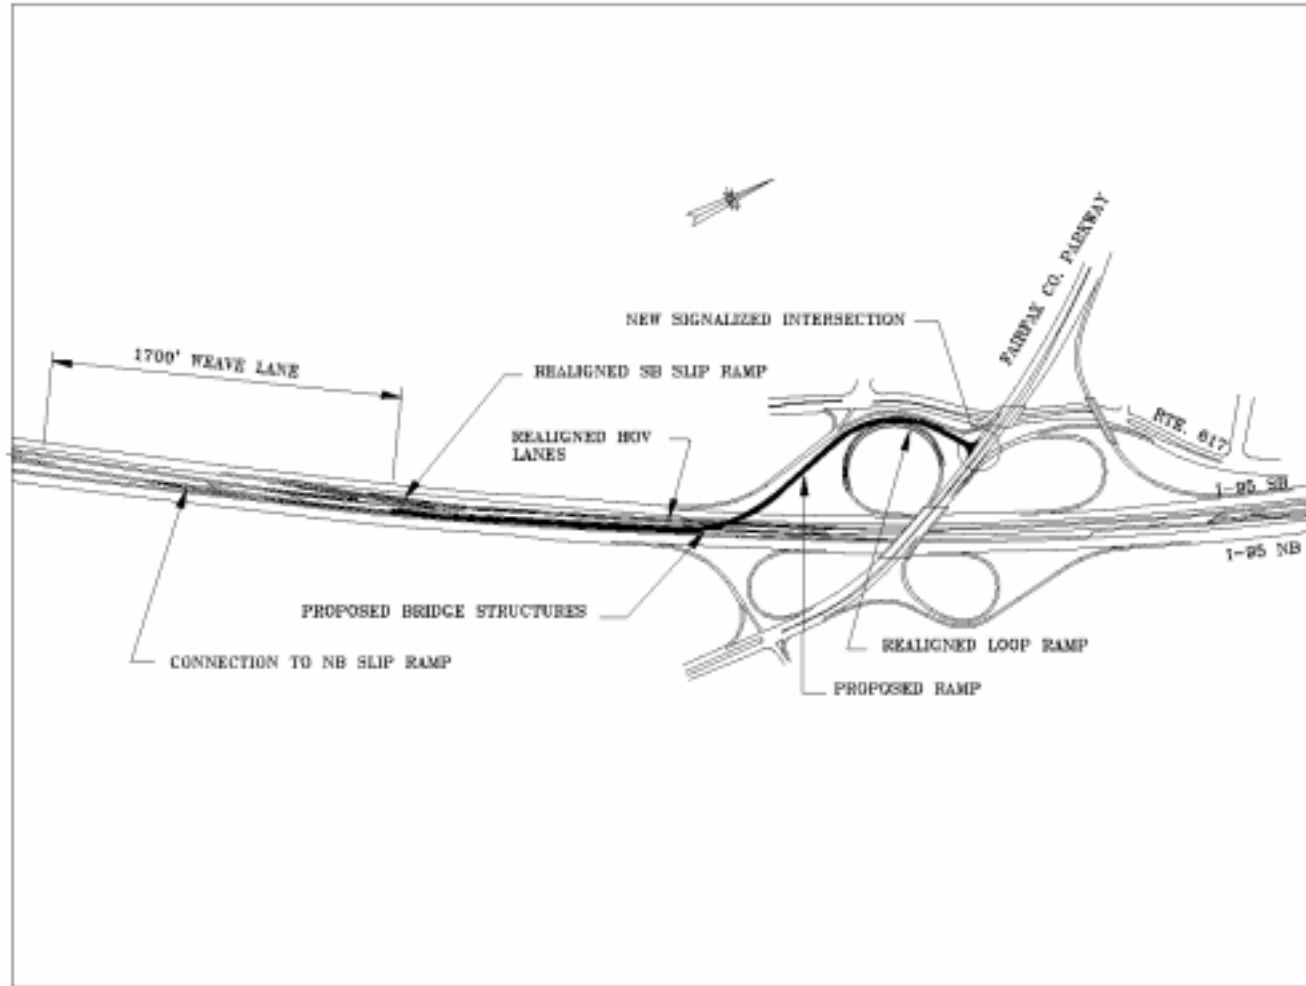 FAIRFAX CO. PARKWAY
NEW SIGNALIZED INTERSECTION
1700' WEAVE LANE
REALIGNED SB SLIP RAMP
REALIGNED HOV
LANES
RTE. 617
I-95 SB
I-95 NB
PROPOSED BRIDGE STRUCTURES
CONNECTION TO NB SLIP RAMP
REALIGNED LOOP RAMP
PROPOSED RAMP